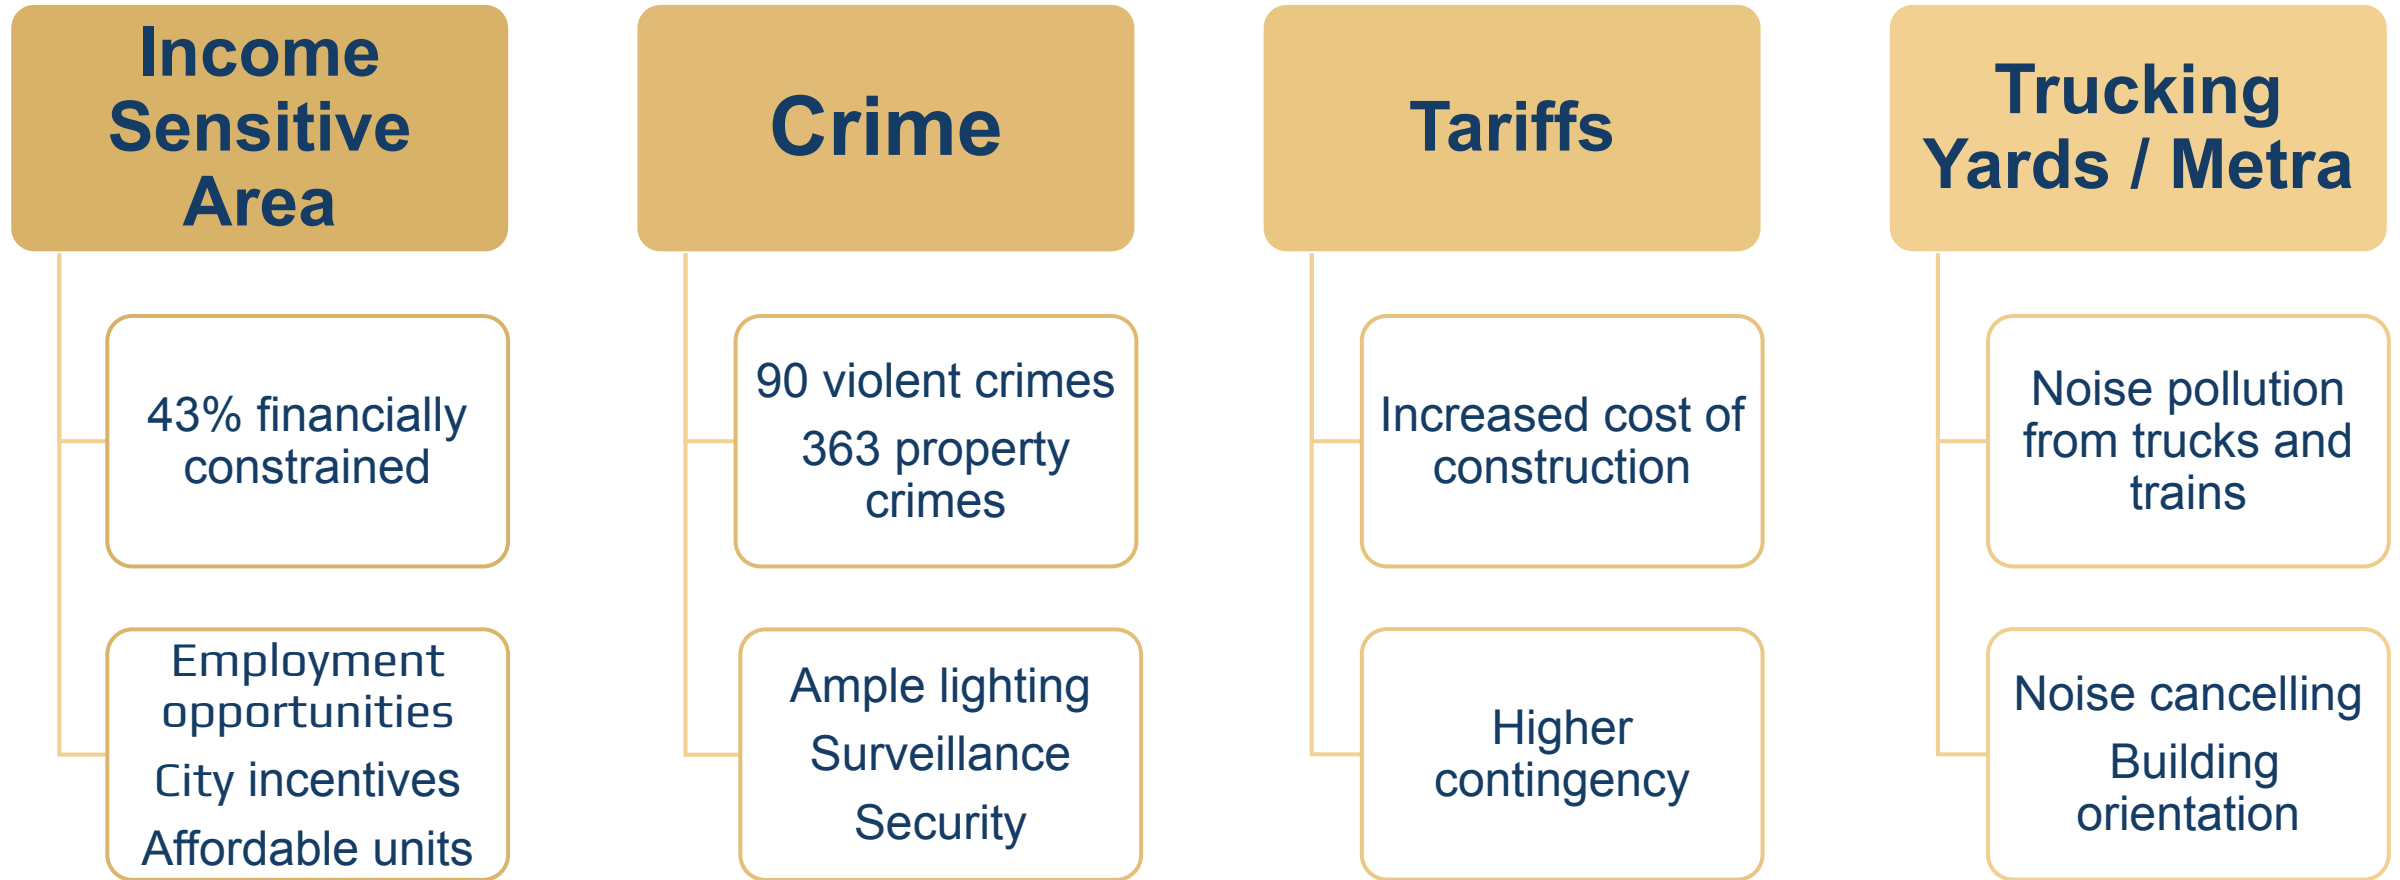 Income
Sensitive
Area
43% financially
constrained
Employment
opportunities
City incentives
Affordable units
Crime
90 violent crimes
363 property
crimes
Ample lighting
Surveillance
Security
Tariffs
Increased cost of
construction
Higher
contingency
Trucking
Yards / Metra
Noise pollution
from trucks and
trains
Noise cancelling
Building
orientation